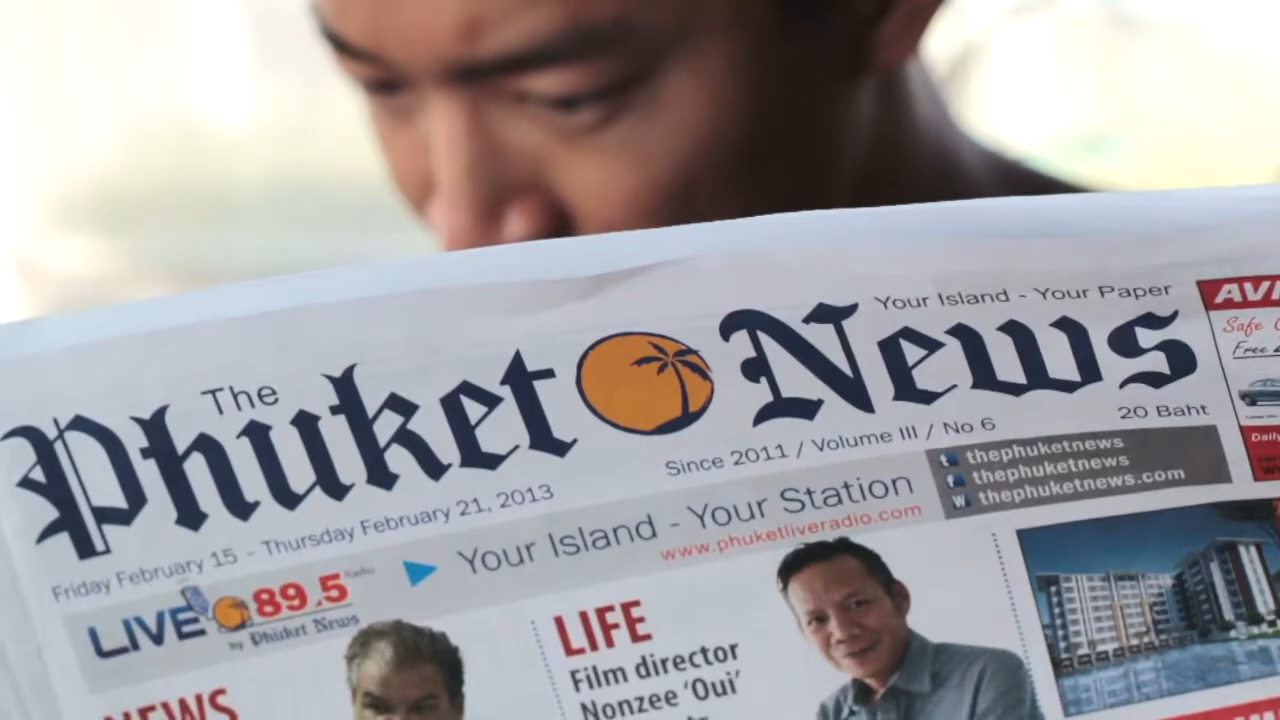 Your Island - Your Paper
The
Phuket News
20 Baht
Since 2011 / Volume III / No 6
Friday February 15 - Thursday February 21, 2013
thephuketnews
thephuketnews
thephuketnews.com
Your Island - Your Station
www.phuketliveradio.com
LIVE 89.5 Radio
by Phuket News
NEWS
LIFE
Film director
Nonzee ‘Oui’
AVI
Safe
Free
Daily